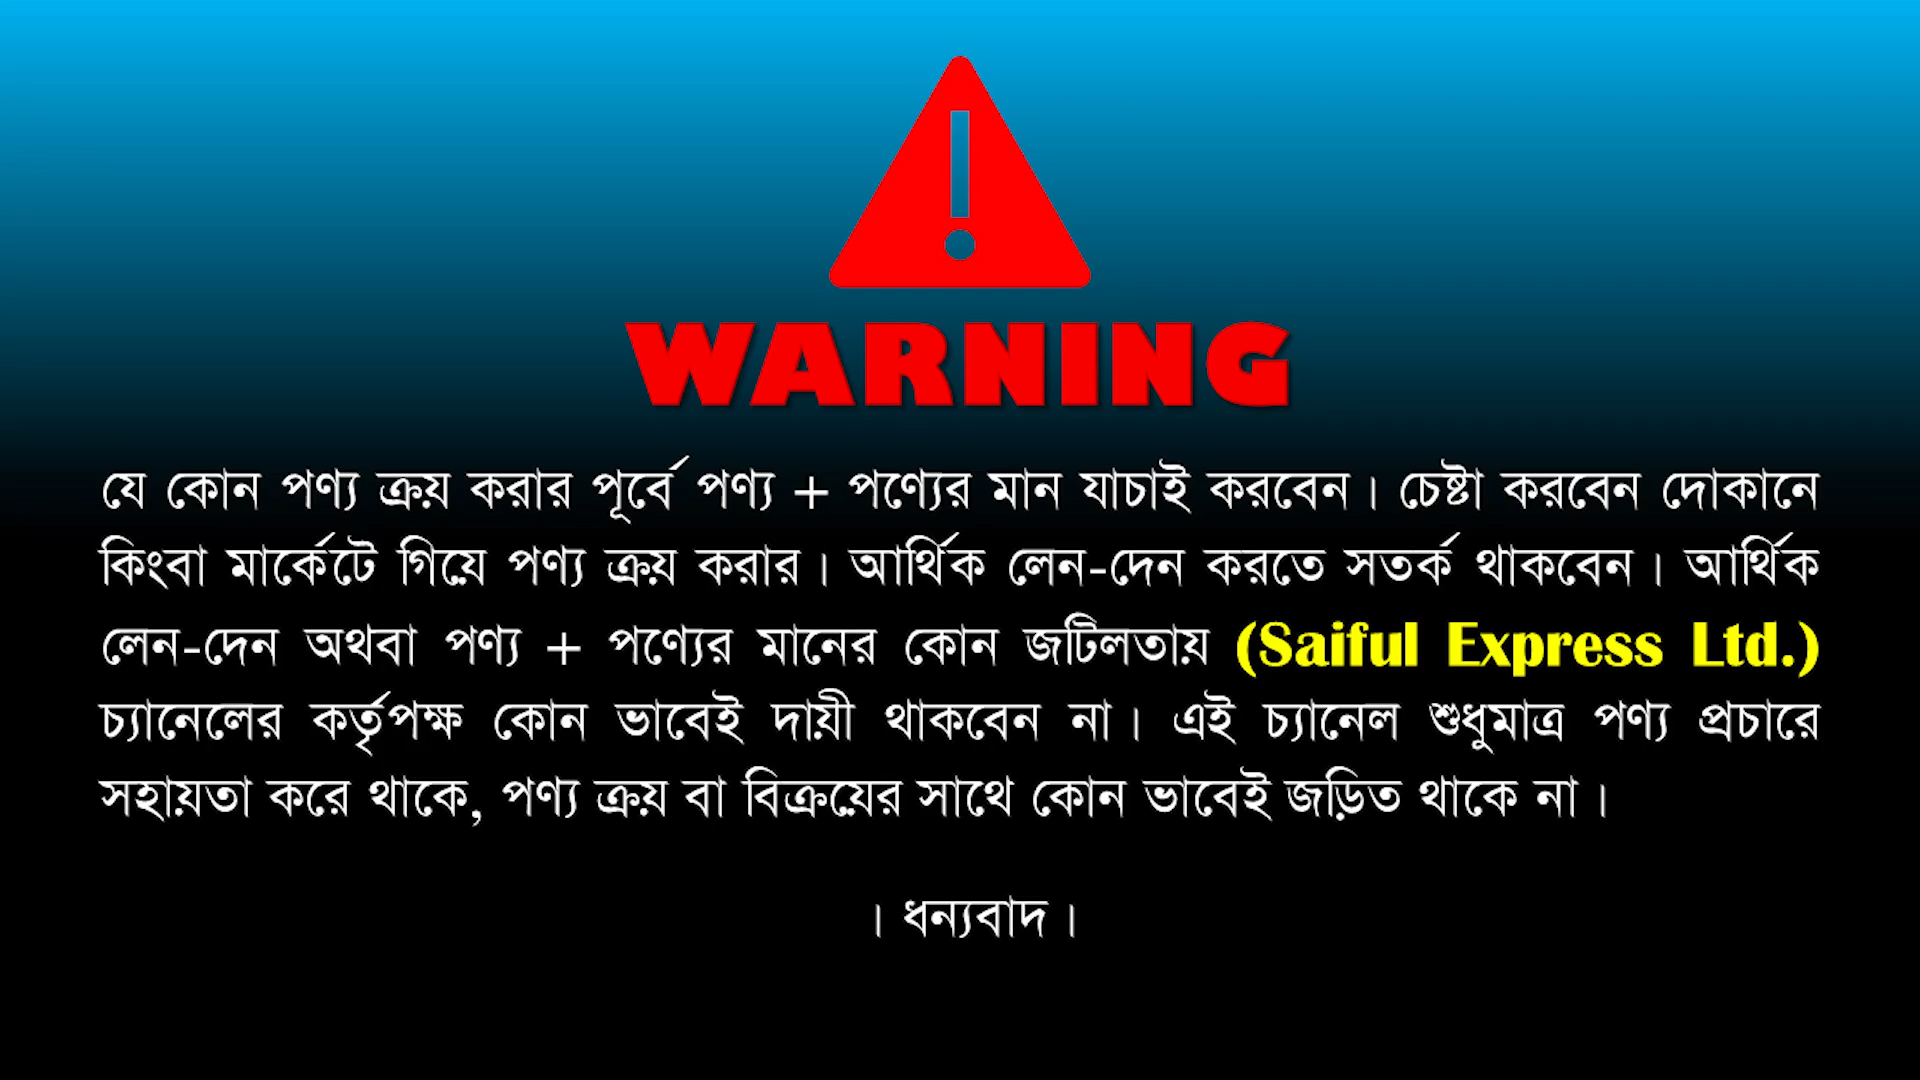 WARNING
যে কোন পণ্য ক্রয় করার পূর্বে পণ্য + পণ্যের মান যাচাই করবেন। চেষ্টা করবেন দোকানে
কিংবা মার্কেটে গিয়ে পণ্য ক্রয় করার। আর্থিক লেন-দেন করতে সতর্ক থাকবেন। আর্থিক
লেন-দেন অথবা পণ্য + পণ্যের মানের কোন জটিলতায় (Saiful Express Ltd.)
চ্যানেলের কর্তৃপক্ষ কোন ভাবেই দায়ী থাকবেন না। এই চ্যানেল শুধুমাত্র পণ্য প্রচারে
সহায়তা করে থাকে, পণ্য ক্রয় বা বিক্রয়ের সাথে কোন ভাবেই জড়িত থাকে না।
। ধন্যবাদ।